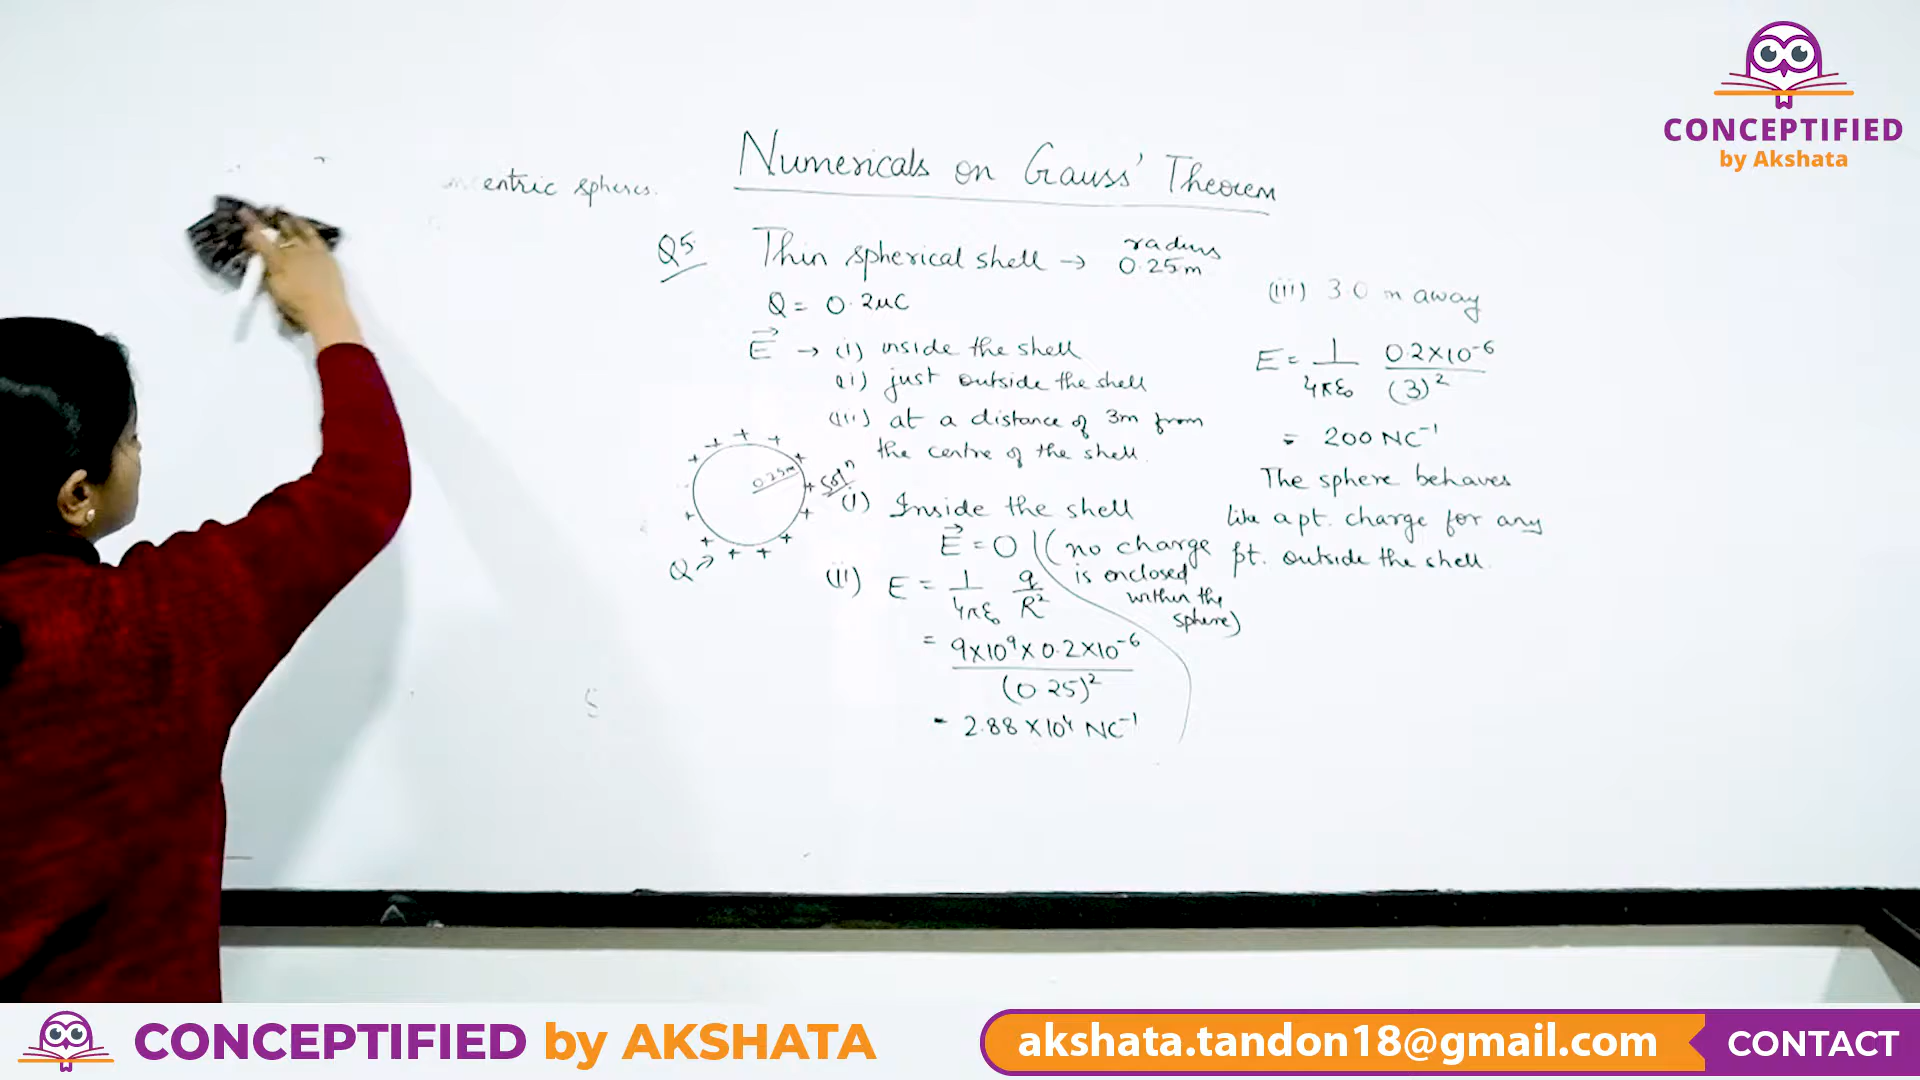 CONCEPTIFIED
by Akshata
Numericals on Gauss' Theorem
entric spheres.
Q5. Thin spherical shell → radius 0.25m
Q = 0.2μC
E⃗ → (i) inside the shell
(ii) just outside the shell
(iii) at a distance of 3m from
the centre of the shell.
0.25m
Q →
Solⁿ
(i) Inside the shell
E⃗ = 0 (no charge
is enclosed
within the
sphere)
(ii) E = 1/4πε₀ q/R²
= 9×10⁹×0.2×10⁻⁶/(0.25)²
= 2.88×10⁴ NC⁻¹
(iii) 3.0 m away
E = 1/4πε₀ 0.2×10⁻⁶/(3)²
= 200 NC⁻¹
The sphere behaves
like a pt. charge for any
pt. outside the shell.
CONCEPTIFIED by AKSHATA
akshata.tandon18@gmail.com
CONTACT